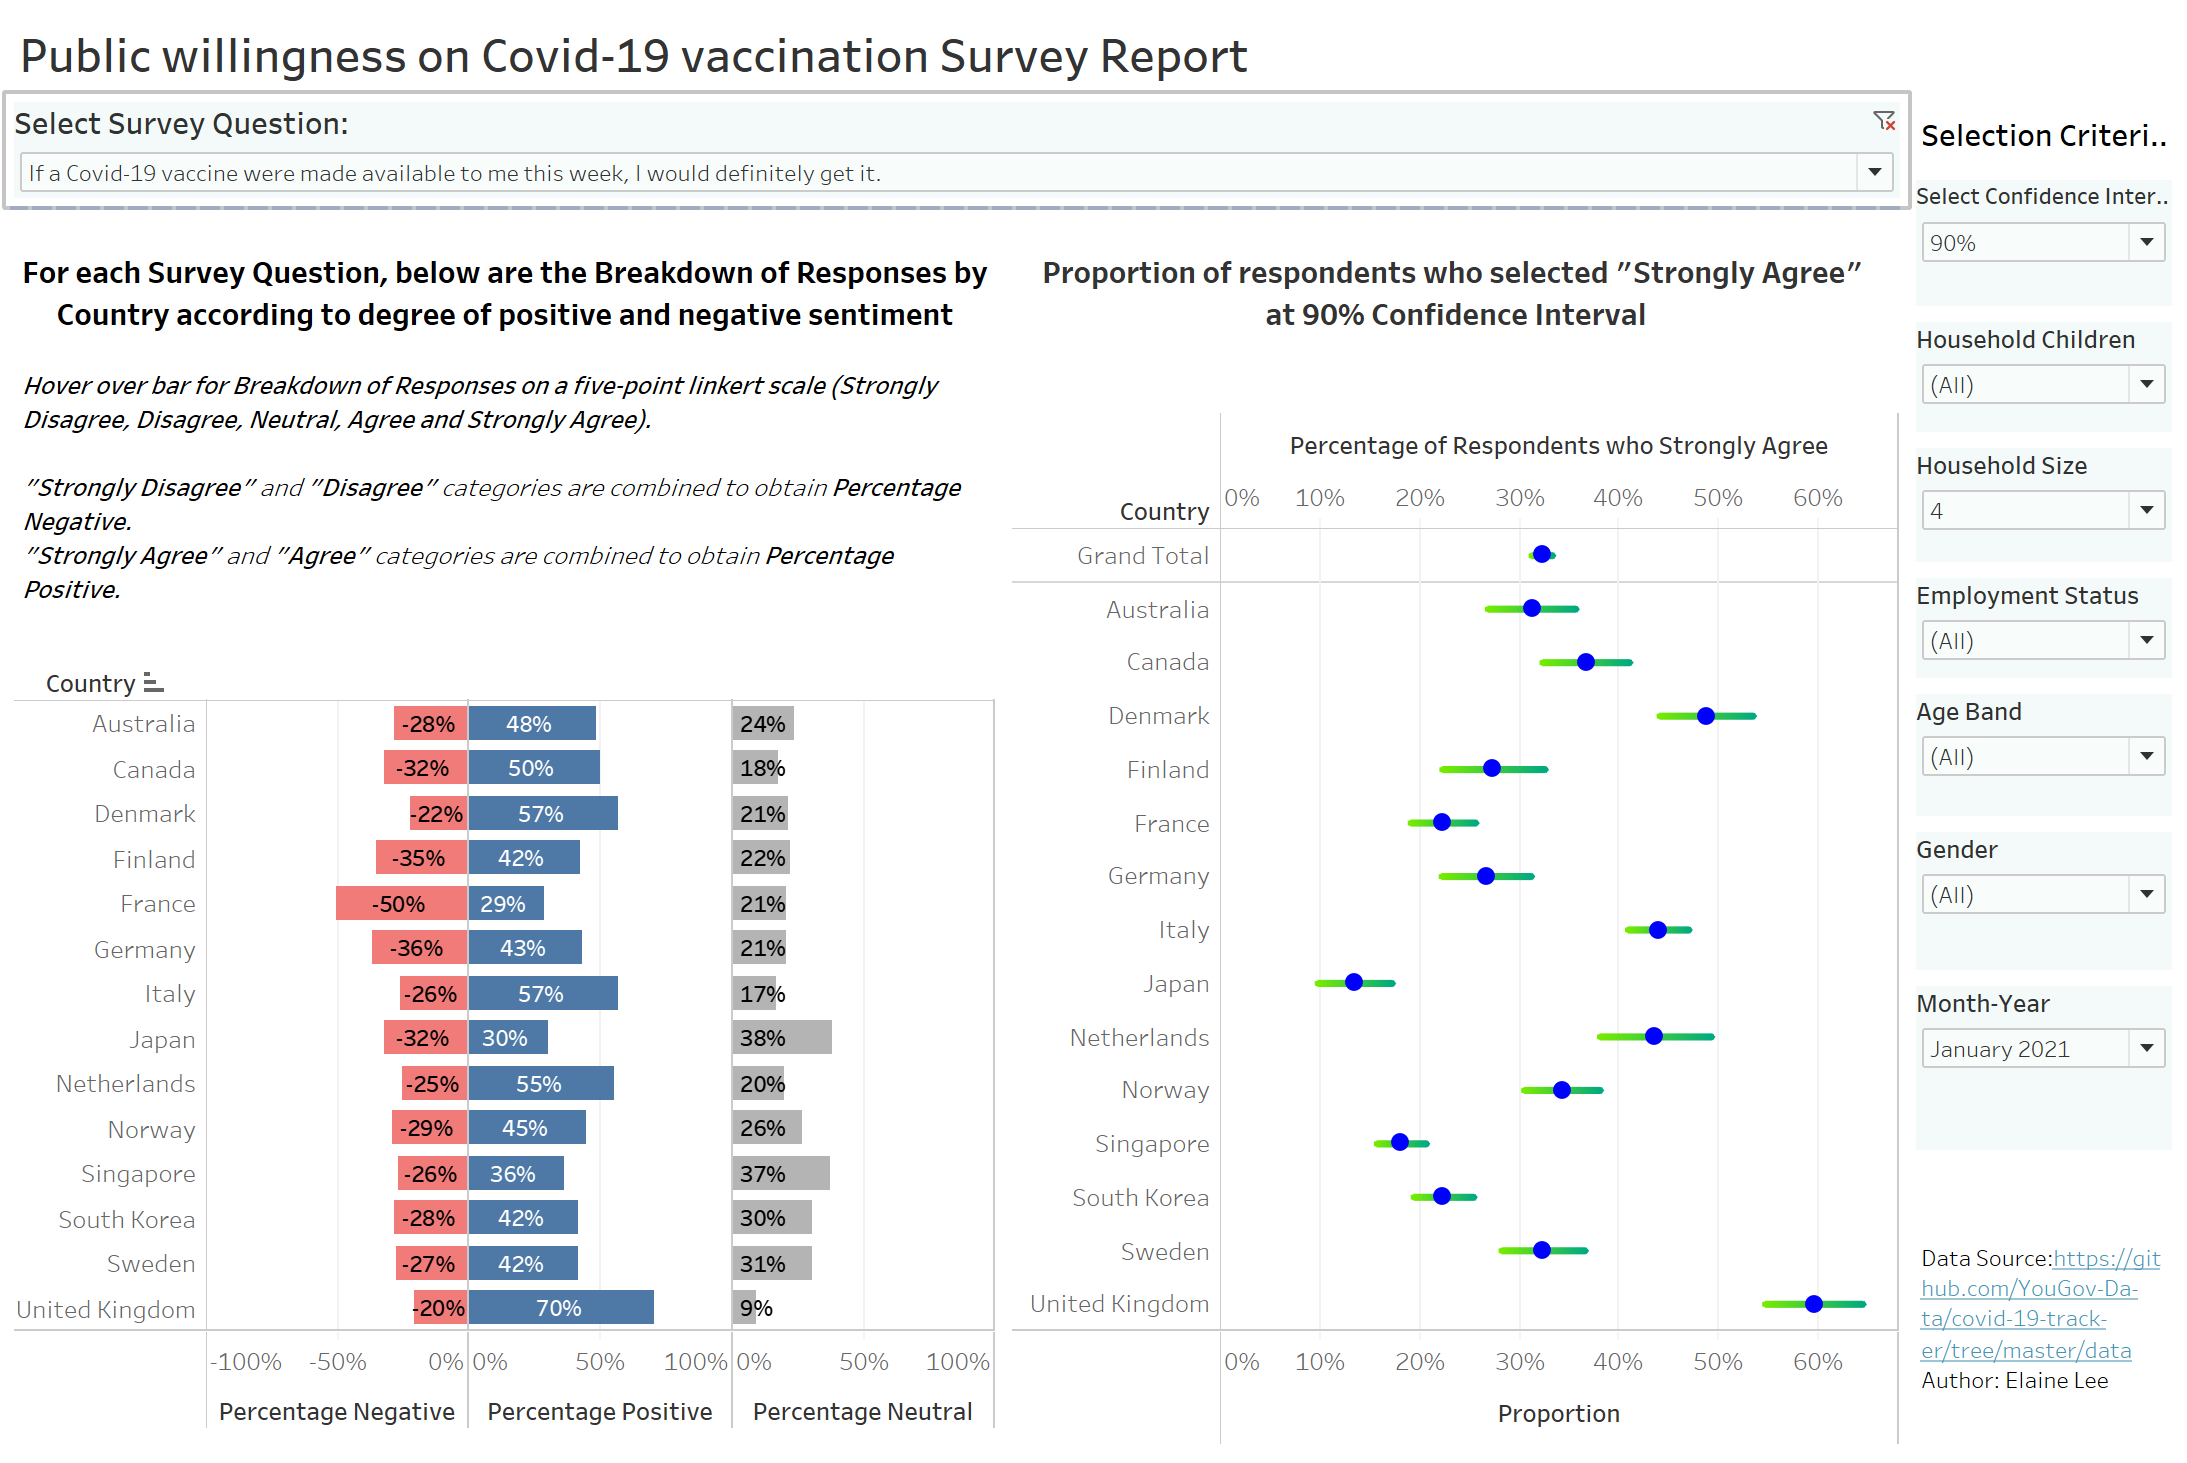 Public willingness on Covid-19 vaccination Survey Report
Select Survey Question:
If a Covid-19 vaccine were made available to me this week, I would definitely get it.
For each Survey Question, below are the Breakdown of Responses by
Country according to degree of positive and negative sentiment
Hover over bar for Breakdown of Responses on a five-point linkert scale (Strongly
Disagree, Disagree, Neutral, Agree and Strongly Agree).
"Strongly Disagree" and "Disagree" categories are combined to obtain Percentage
Negative.
"Strongly Agree" and "Agree" categories are combined to obtain Percentage
Positive.
Country
Australia -28% 48% 24%
Canada -32% 50% 18%
Denmark -22% 57% 21%
Finland -35% 42% 22%
France -50% 29% 21%
Germany -36% 43% 21%
Italy -26% 57% 17%
Japan -32% 30% 38%
Netherlands -25% 55% 20%
Norway -29% 45% 26%
Singapore -26% 36% 37%
South Korea -28% 42% 30%
Sweden -27% 42% 31%
United Kingdom -20% 70% 9%
-100% -50% 0% 0% 50% 100% 0% 50% 100%
Percentage Negative Percentage Positive Percentage Neutral
Proportion of respondents who selected "Strongly Agree"
at 90% Confidence Interval
Percentage of Respondents who Strongly Agree
0% 10% 20% 30% 40% 50% 60%
Country
Grand Total
Australia
Canada
Denmark
Finland
France
Germany
Italy
Japan
Netherlands
Norway
Singapore
South Korea
Sweden
United Kingdom
0% 10% 20% 30% 40% 50% 60%
Proportion
Selection Criteri..
Select Confidence Inter..
90%
Household Children
(All)
Household Size
4
Employment Status
(All)
Age Band
(All)
Gender
(All)
Month-Year
January 2021
Data Source:https://git
hub.com/YouGov-Da-
ta/covid-19-track-
er/tree/master/data
Author: Elaine Lee